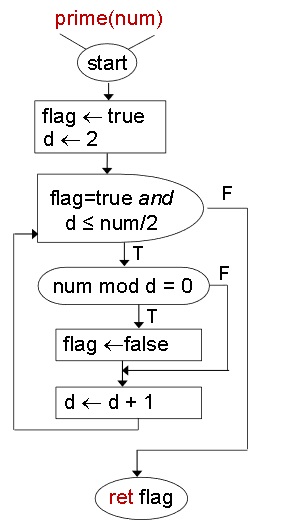 prime(num)
start
flag ← true
d ← 2
flag=true and
d ≤ num/2
F
T
num mod d = 0
F
T
flag ←false
d ← d + 1
ret flag